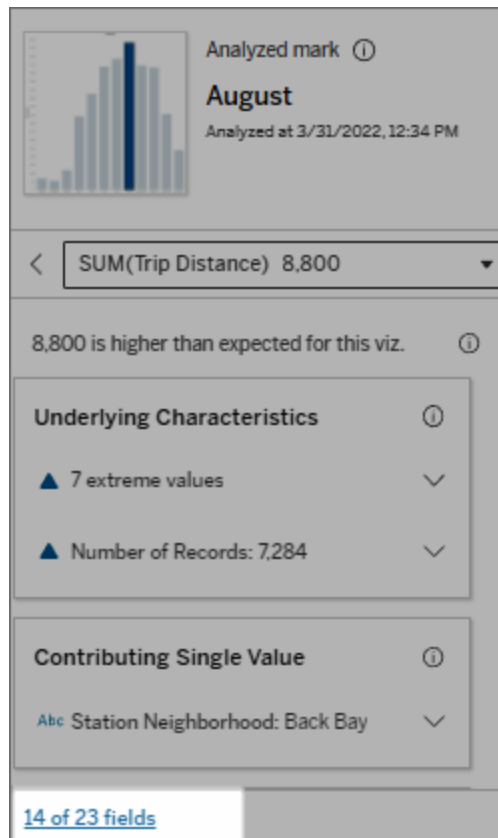 Analyzed mark
August
Analyzed at 3/31/2022, 12:34 PM
SUM(Trip Distance) 8,800
8,800 is higher than expected for this viz.
Underlying Characteristics
7 extreme values
Number of Records: 7,284
Contributing Single Value
Abc Station Neighborhood: Back Bay
14 of 23 fields